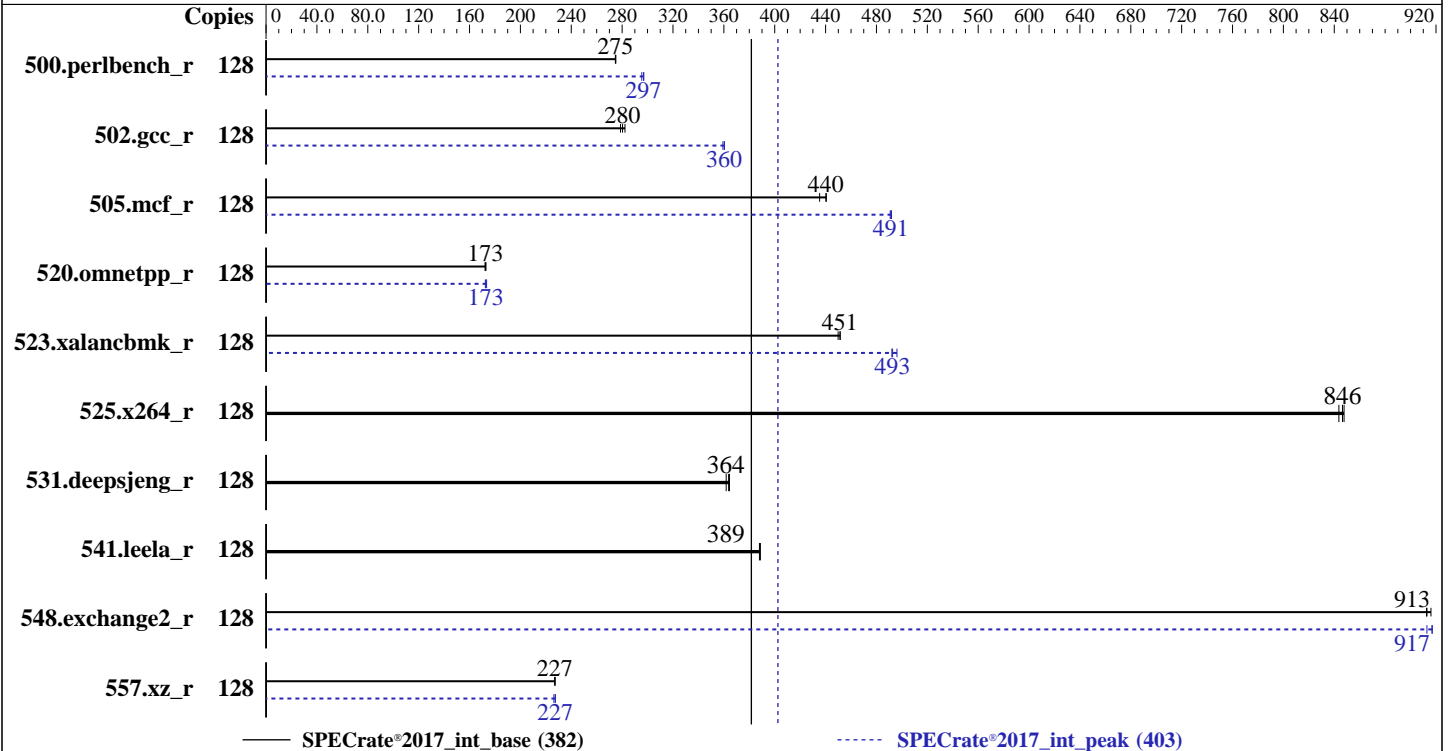 Copies 0 40.0 80.0 120 160 200 240 280 320 360 400 440 480 520 560 600 640 680 720 760 800 840 920
275
500.perlbench_r 128
297
280
502.gcc_r 128
360
440
505.mcf_r 128
491
173
520.omnetpp_r 128
173
451
523.xalancbmk_r 128
493
846
525.x264_r 128
364
531.deepsjeng_r 128
389
541.leela_r 128
913
548.exchange2_r 128
917
227
557.xz_r 128
227
SPECrate®2017_int_base (382) SPECrate®2017_int_peak (403)